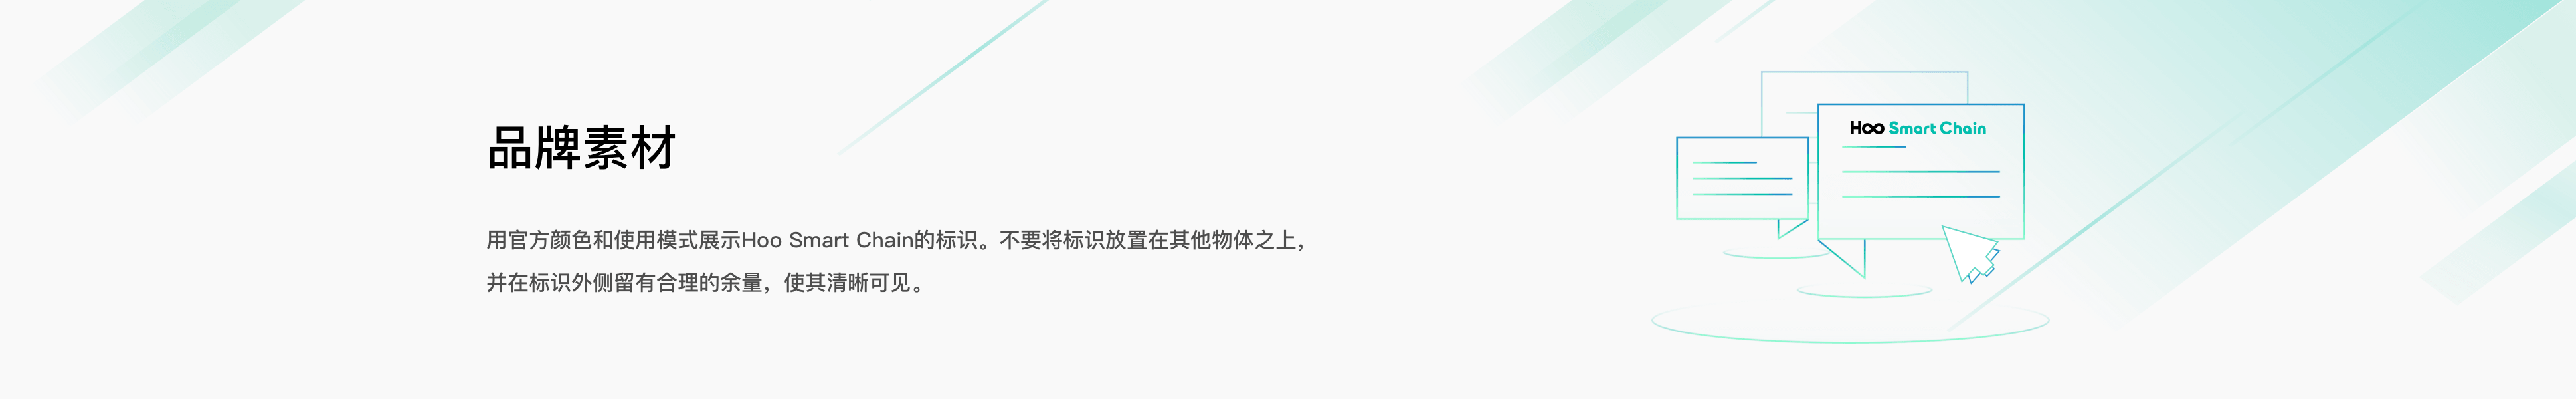 品牌素材
用官方颜色和使用模式展示Hoo Smart Chain的标识。不要将标识放置在其他物体之上，
并在标识外侧留有合理的余量，使其清晰可见。
Hoo Smart Chain